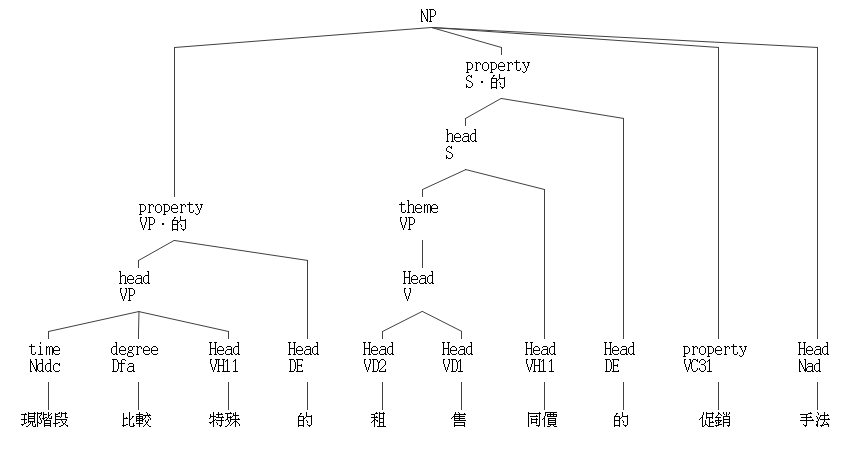 NP
property
S‧的
head
S
property
VP‧的
theme
VP
head
VP
Head
V
time degree Head Head Head Head Head Head property Head
Nddc Dfa VH11 DE VD2 VD1 VH11 DE VC31 Nad
現階段 比較 特殊 的 租 售 同價 的 促銷 手法